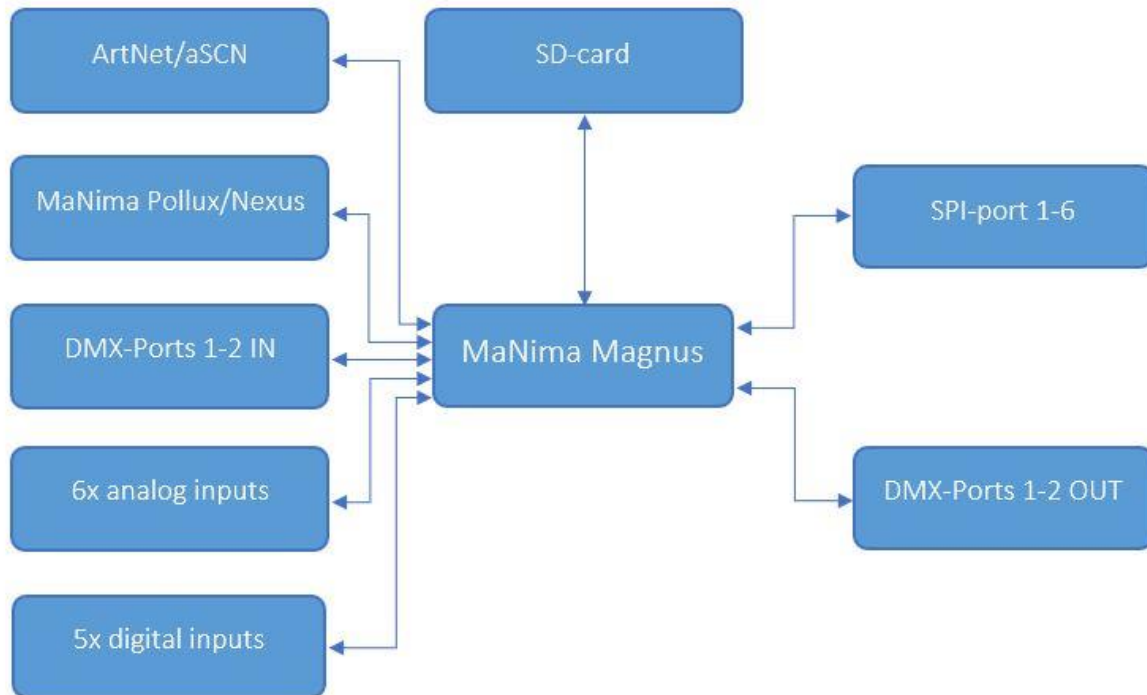 ArtNet/aSCN
SD-card
MaNima Pollux/Nexus
SPI-port 1-6
DMX-Ports 1-2 IN
MaNima Magnus
6x analog inputs
DMX-Ports 1-2 OUT
5x digital inputs